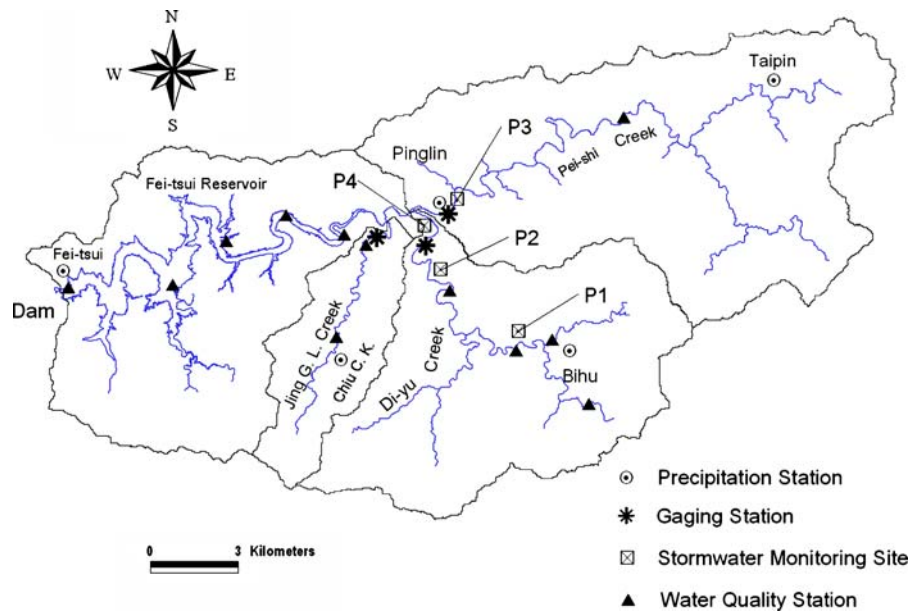 N
W
E
S
Taipin
P3
Pinglin
Pei-shi Creek
Fei-tsui Reservoir
P4
Fei-tsui
P2
Dam
P1
Jing G. L. Creek
Chiu C. K.
Di-yu Creek
Bihu
Precipitation Station
Gaging Station
0 3 Kilometers
Stormwater Monitoring Site
Water Quality Station